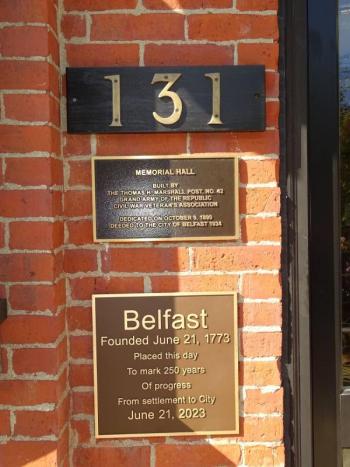 131
MEMORIAL HALL
BUILT BY
THE THOMAS H. MARSHALL POST, NO. 42
GRAND ARMY OF THE REPUBLIC
CIVIL WAR VETERAN'S ASSOCIATION
DEDICATED ON OCTOBER 9, 1890
DEEDED TO THE CITY OF BELFAST 1934
Belfast
Founded June 21, 1773
Placed this day
To mark 250 years
Of progress
From settlement to City
June 21, 2023